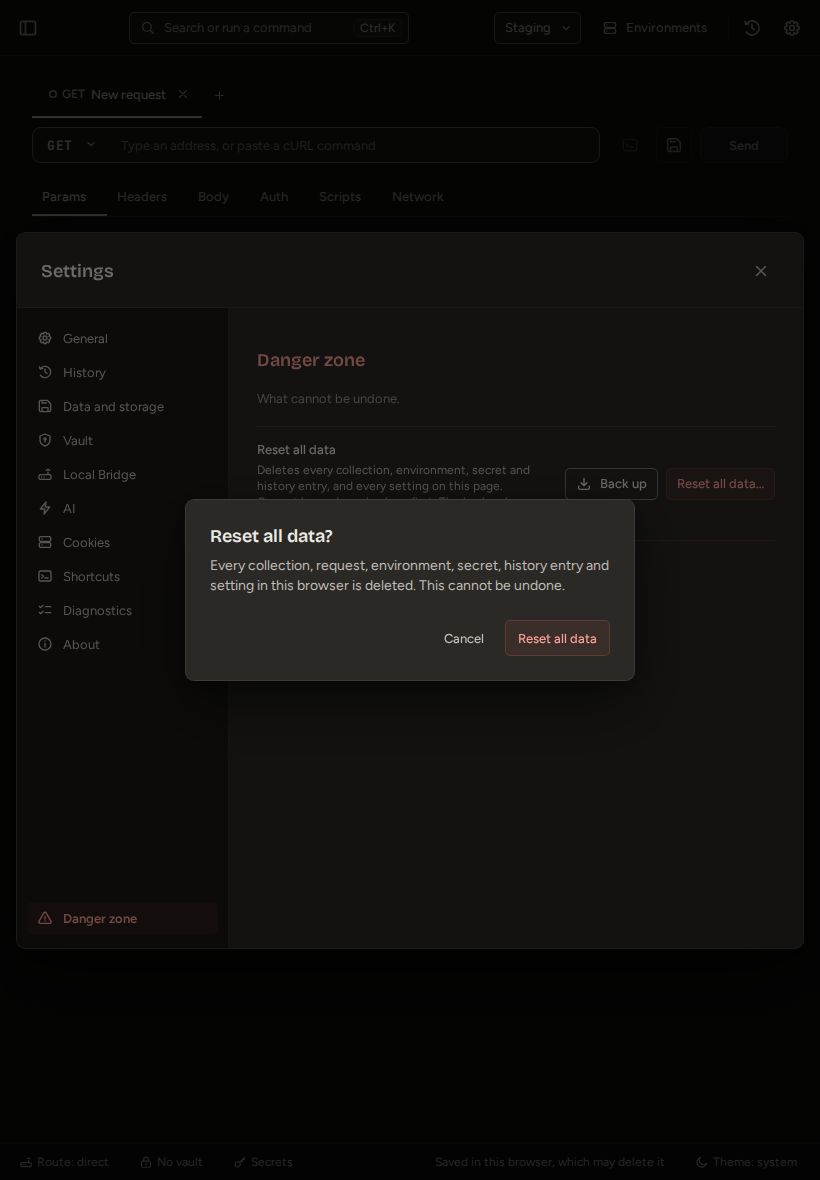 Search or run a command Ctrl+K Staging Environments
GET New request
GET Type an address, or paste a cURL command Send
Params Headers Body Auth Scripts Network
Settings
General
History
Data and storage
Vault
Local Bridge
AI
Cookies
Shortcuts
Diagnostics
About
Danger zone
Danger zone
What cannot be undone.
Reset all data
Deletes every collection, environment, secret and
history entry, and every setting on this page.
Back up Reset all data…
Reset all data?
Every collection, request, environment, secret, history entry and
setting in this browser is deleted. This cannot be undone.
Cancel Reset all data
Route: direct No vault Secrets Saved in this browser, which may delete it Theme: system